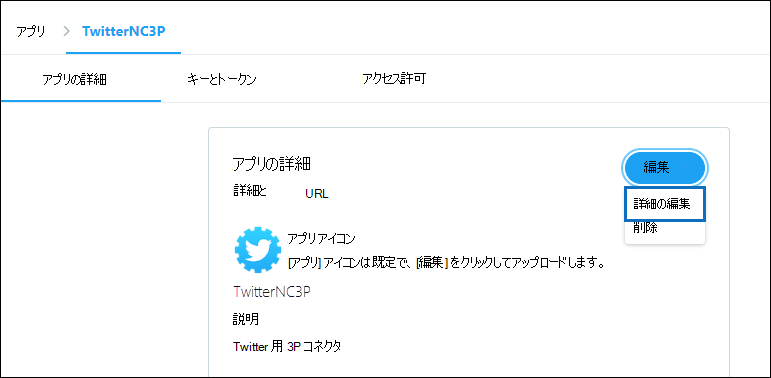 アプリ > TwitterNC3P
アプリの詳細 キーとトークン アクセス許可
アプリの詳細 編集
詳細と URL 詳細の編集
削除
アプリアイコン
[アプリ] アイコンは既定で、[編集] をクリックしてアップロードします。
TwitterNC3P
説明
Twitter 用 3P コネクタ